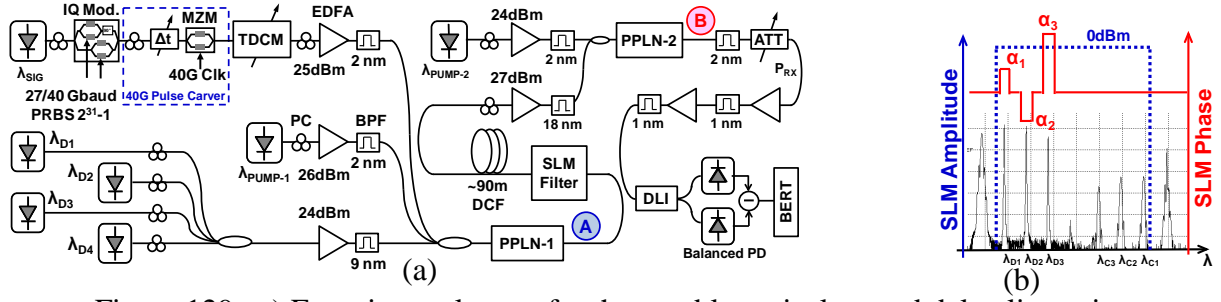 IQ Mod.
MZM
Δt
TDCM
EDFA
λSIG
40G Clk
25dBm
2 nm
27/40 Gbaud
PRBS 2³¹-1
40G Pulse Carver
24dBm
λPUMP-2
2 nm
PPLN-2
B
2 nm
ATT
PRX
27dBm
18 nm
1 nm
1 nm
PC
BPF
λPUMP-1
26dBm
2 nm
~90m
DCF
SLM
Filter
DLI
Balanced PD
BERT
λD1
λD2
λD3
λD4
24dBm
9 nm
PPLN-1
A
(a)
SLM Amplitude
SLM Phase
0dBm
α1
α2
α3
λD1
λD2
λD3
λC3
λC2
λC1
λ
(b)